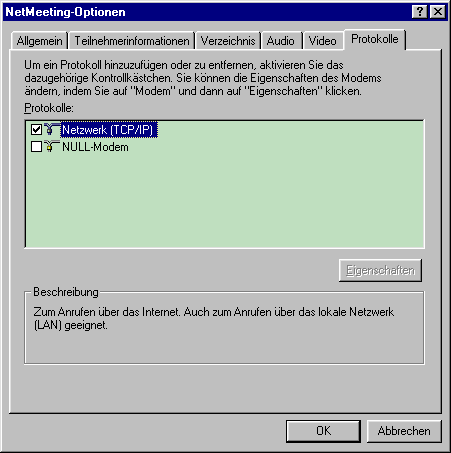 NetMeeting-Optionen
Allgemein Teilnehmerinformationen Verzeichnis Audio Video Protokolle
Um ein Protokoll hinzuzufügen oder zu entfernen, aktivieren Sie das
dazugehörige Kontrollkästchen. Sie können die Eigenschaften des Modems
ändern, indem Sie auf "Modem" und dann auf "Eigenschaften" klicken.
Protokolle:
Netzwerk (TCP/IP)
NULL-Modem
Eigenschaften
Beschreibung
Zum Anrufen über das Internet. Auch zum Anrufen über das lokale Netzwerk
(LAN) geeignet.
OK Abbrechen